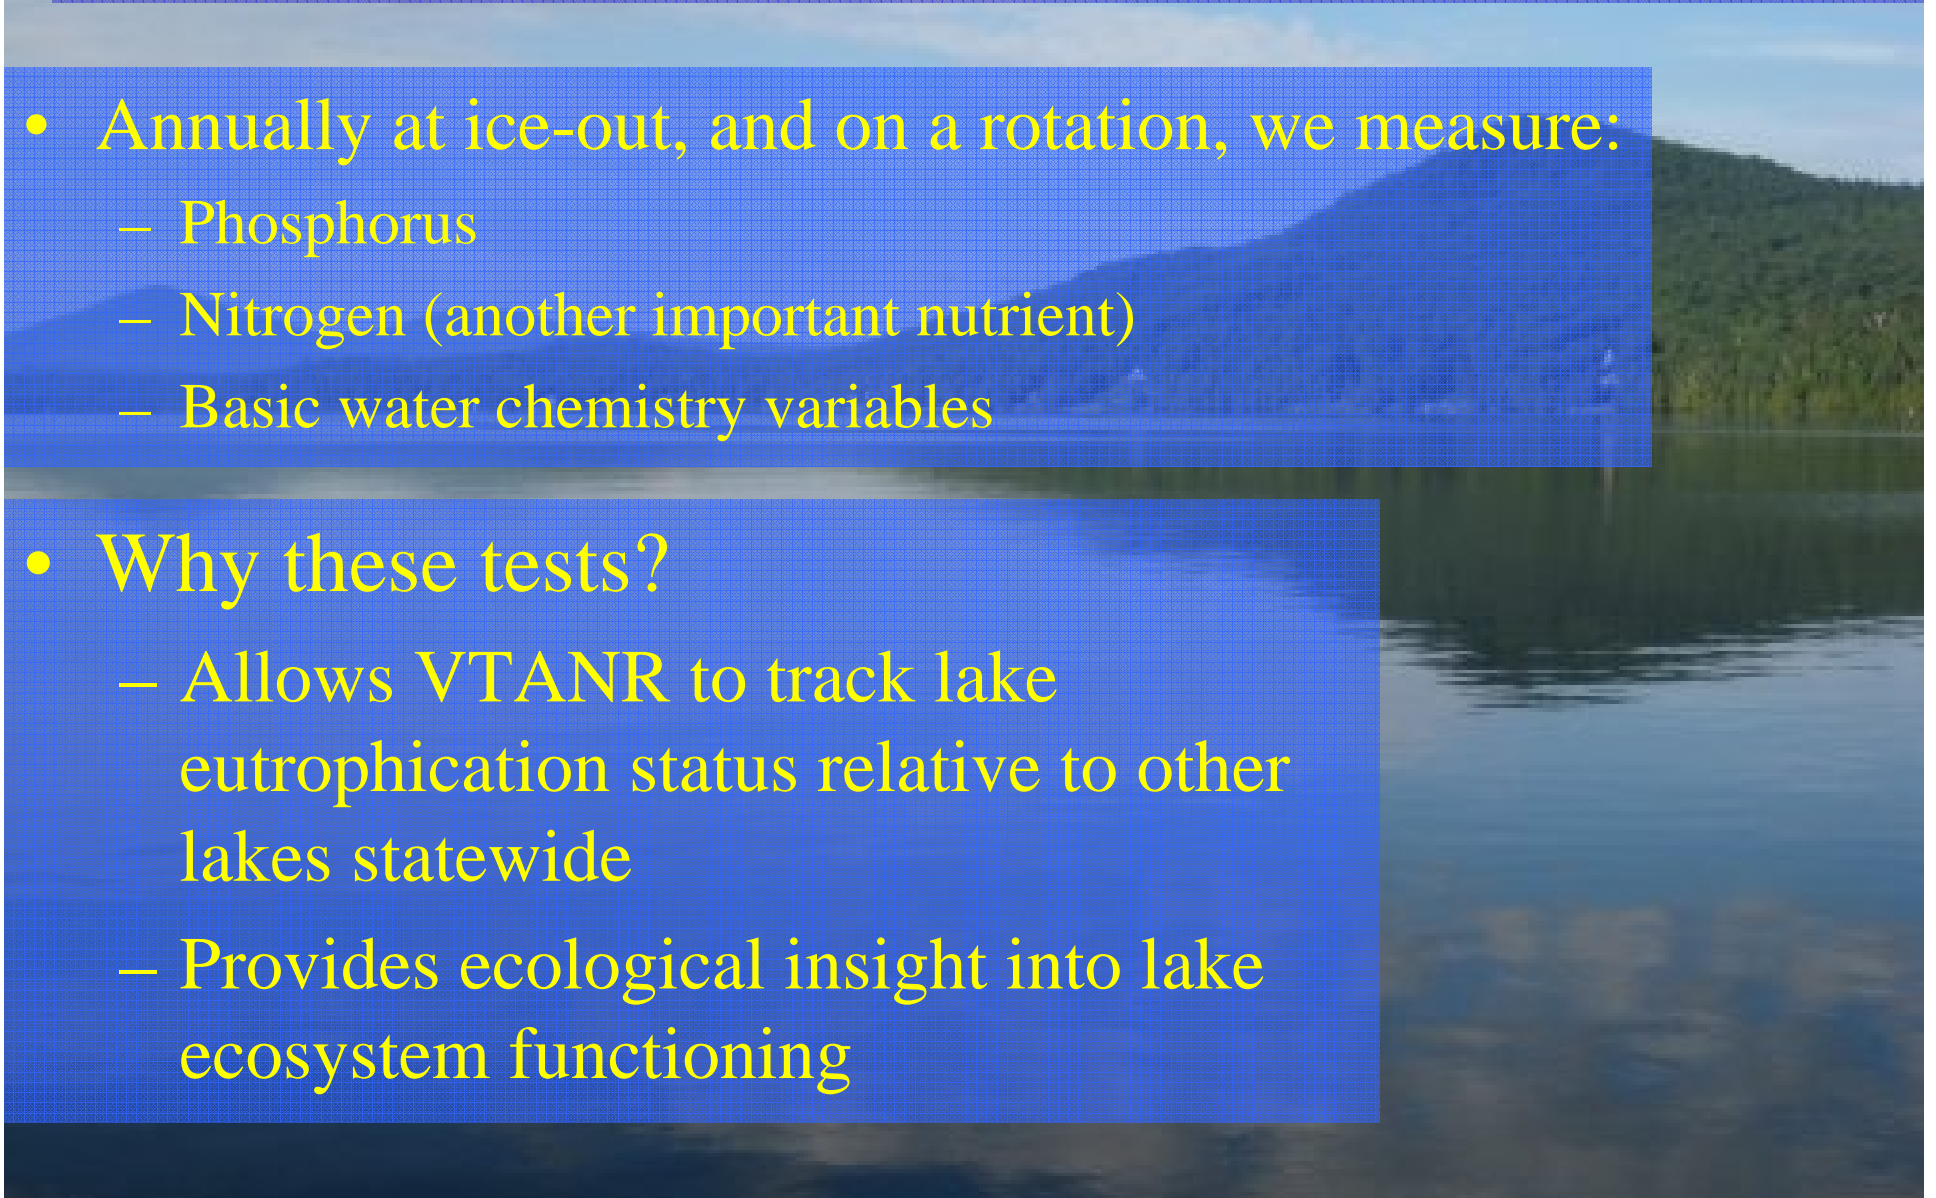 • Annually at ice-out, and on a rotation, we measure:
– Phosphorus
– Nitrogen (another important nutrient)
– Basic water chemistry variables
• Why these tests?
– Allows VTANR to track lake
eutrophication status relative to other
lakes statewide
– Provides ecological insight into lake
ecosystem functioning